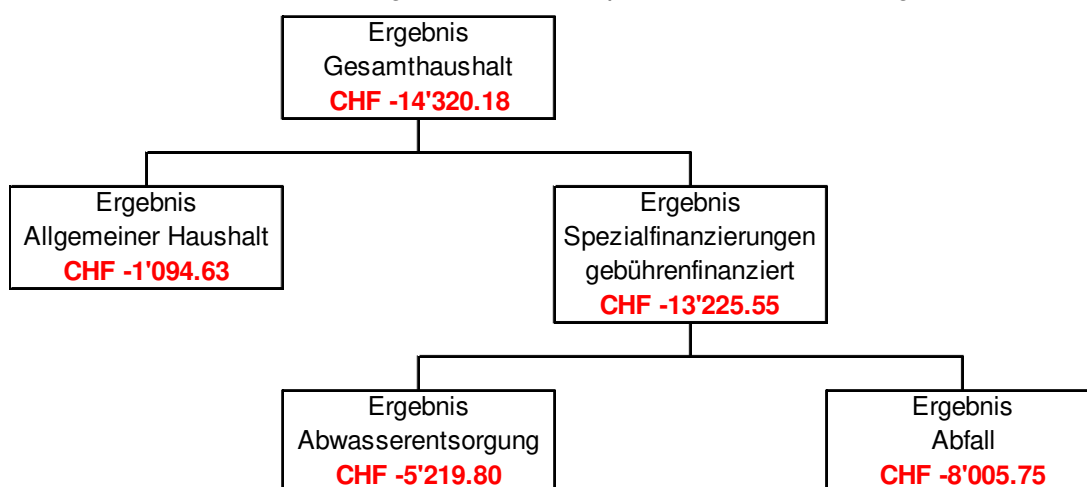 Ergebnis
Gesamthaushalt
CHF -14'320.18
Ergebnis
Allgemeiner Haushalt
CHF -1'094.63
Ergebnis
Spezialfinanzierungen
gebührenfinanziert
CHF -13'225.55
Ergebnis
Abwasserentsorgung
CHF -5'219.80
Ergebnis
Abfall
CHF -8'005.75